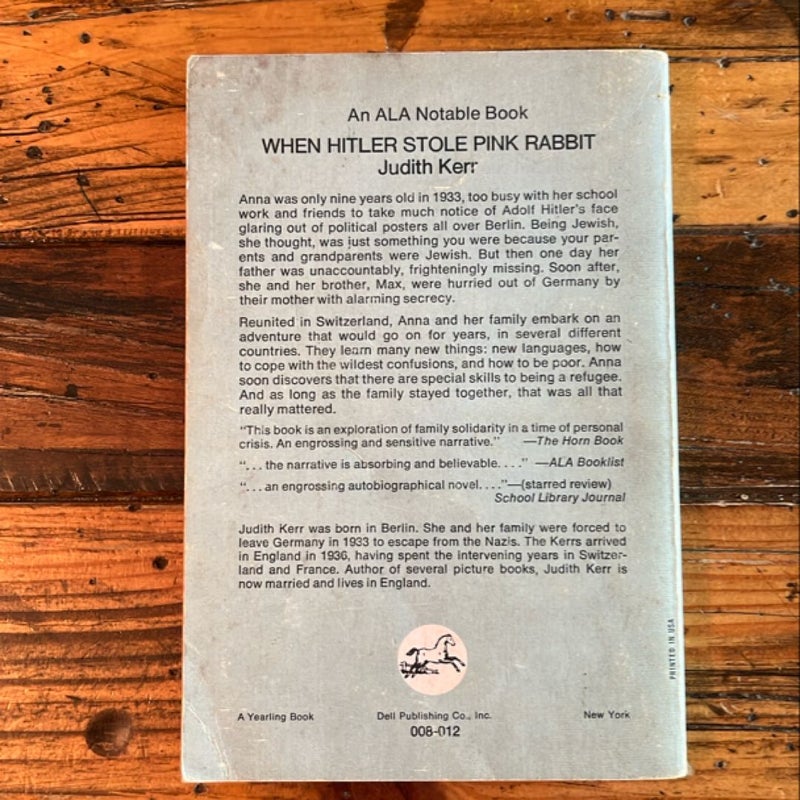 An ALA Notable Book
WHEN HITLER STOLE PINK RABBIT
Judith Kerr
Anna was only nine years old in 1933, too busy with her school
work and friends to take much notice of Adolf Hitler's face
glaring out of political posters all over Berlin. Being Jewish,
she thought, was just something you were because your par-
ents and grandparents were Jewish. But then one day her
father was unaccountably, frighteningly missing. Soon after,
she and her brother, Max, were hurried out of Germany by
their mother with alarming secrecy.
Reunited in Switzerland, Anna and her family embark on an
adventure that would go on for years, in several different
countries. They learn many new things: new languages, how
to cope with the wildest confusions, and how to be poor. Anna
soon discovers that there are special skills to being a refugee.
And as long as the family stayed together, that was all that
really mattered.
"This book is an exploration of family solidarity in a time of personal
crisis. An engrossing and sensitive narrative." —The Horn Book
". . . the narrative is absorbing and believable. . . ." —ALA Booklist
". . . an engrossing autobiographical novel. . . ."—(starred review)
School Library Journal
Judith Kerr was born in Berlin. She and her family were forced to
leave Germany in 1933 to escape from the Nazis. The Kerrs arrived
in England in 1936, having spent the intervening years in Switzer-
land and France. Author of several picture books, Judith Kerr is
now married and lives in England.
PRINTED IN USA
A Yearling Book Dell Publishing Co., Inc. New York
008-012